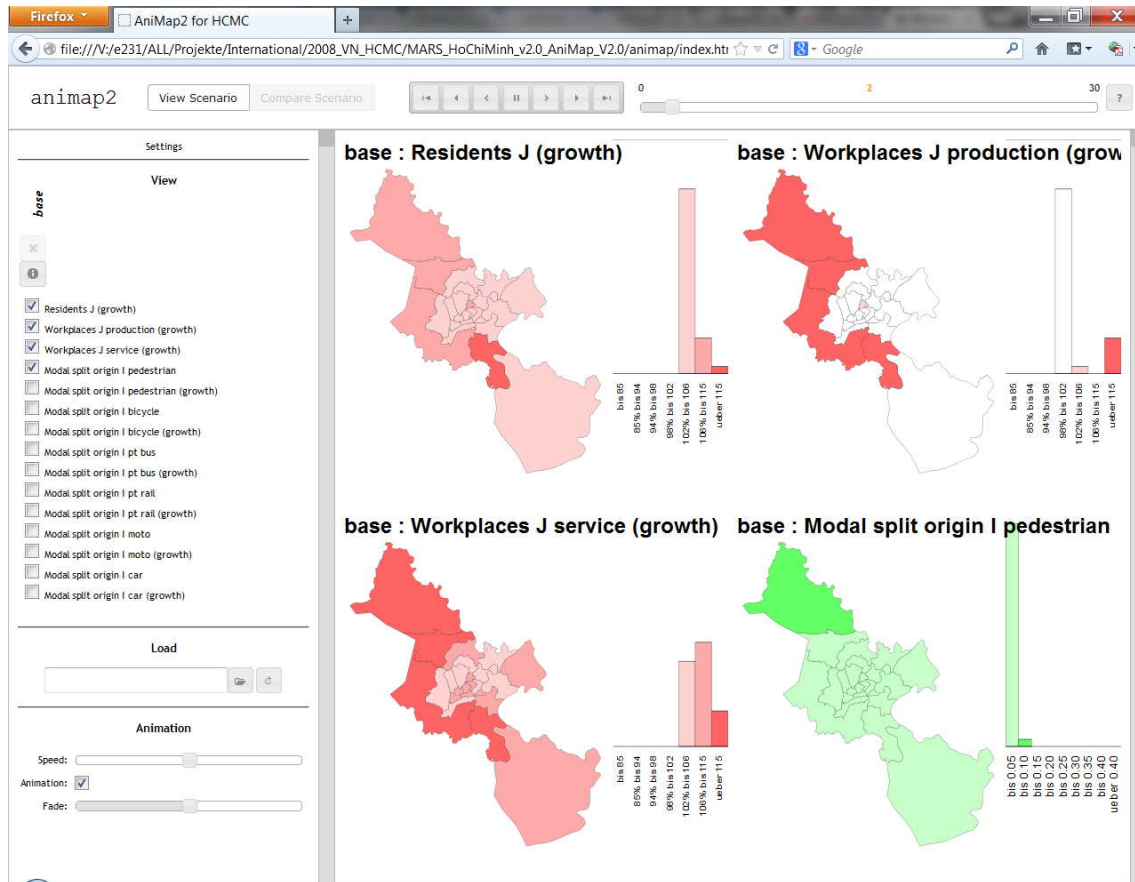 Firefox
AniMap2 for HCMC
+
file:///V:/e231/ALL/Projekte/International/2008_VN_HCMC/MARS_HoChiMinh_v2.0_AniMap_V2.0/animap/index.htm
8 - Google
animap2
View Scenario
Compare Scenario
0
2
30
?
Settings
View
base
Residents J (growth)
Workplaces J production (growth)
Workplaces J service (growth)
Modal split origin I pedestrian
Modal split origin I pedestrian (growth)
Modal split origin I bicycle
Modal split origin I bicycle (growth)
Modal split origin I pt bus
Modal split origin I pt bus (growth)
Modal split origin I pt rail
Modal split origin I pt rail (growth)
Modal split origin I moto
Modal split origin I moto (growth)
Modal split origin I car
Modal split origin I car (growth)
Load
Animation
Speed:
Animation:
Fade:
base : Residents J (growth)
bis 85
85% bis 94
94% bis 98
98% bis 102
102% bis 106
106% bis 115
ueber 115
base : Workplaces J production (grow
bis 85
85% bis 94
94% bis 98
98% bis 102
102% bis 106
106% bis 115
ueber 115
base : Workplaces J service (growth)
bis 85
85% bis 94
94% bis 98
98% bis 102
102% bis 106
106% bis 115
ueber 115
base : Modal split origin I pedestrian
bis 0.05
bis 0.10
bis 0.15
bis 0.20
bis 0.25
bis 0.30
bis 0.35
bis 0.40
ueber 0.40